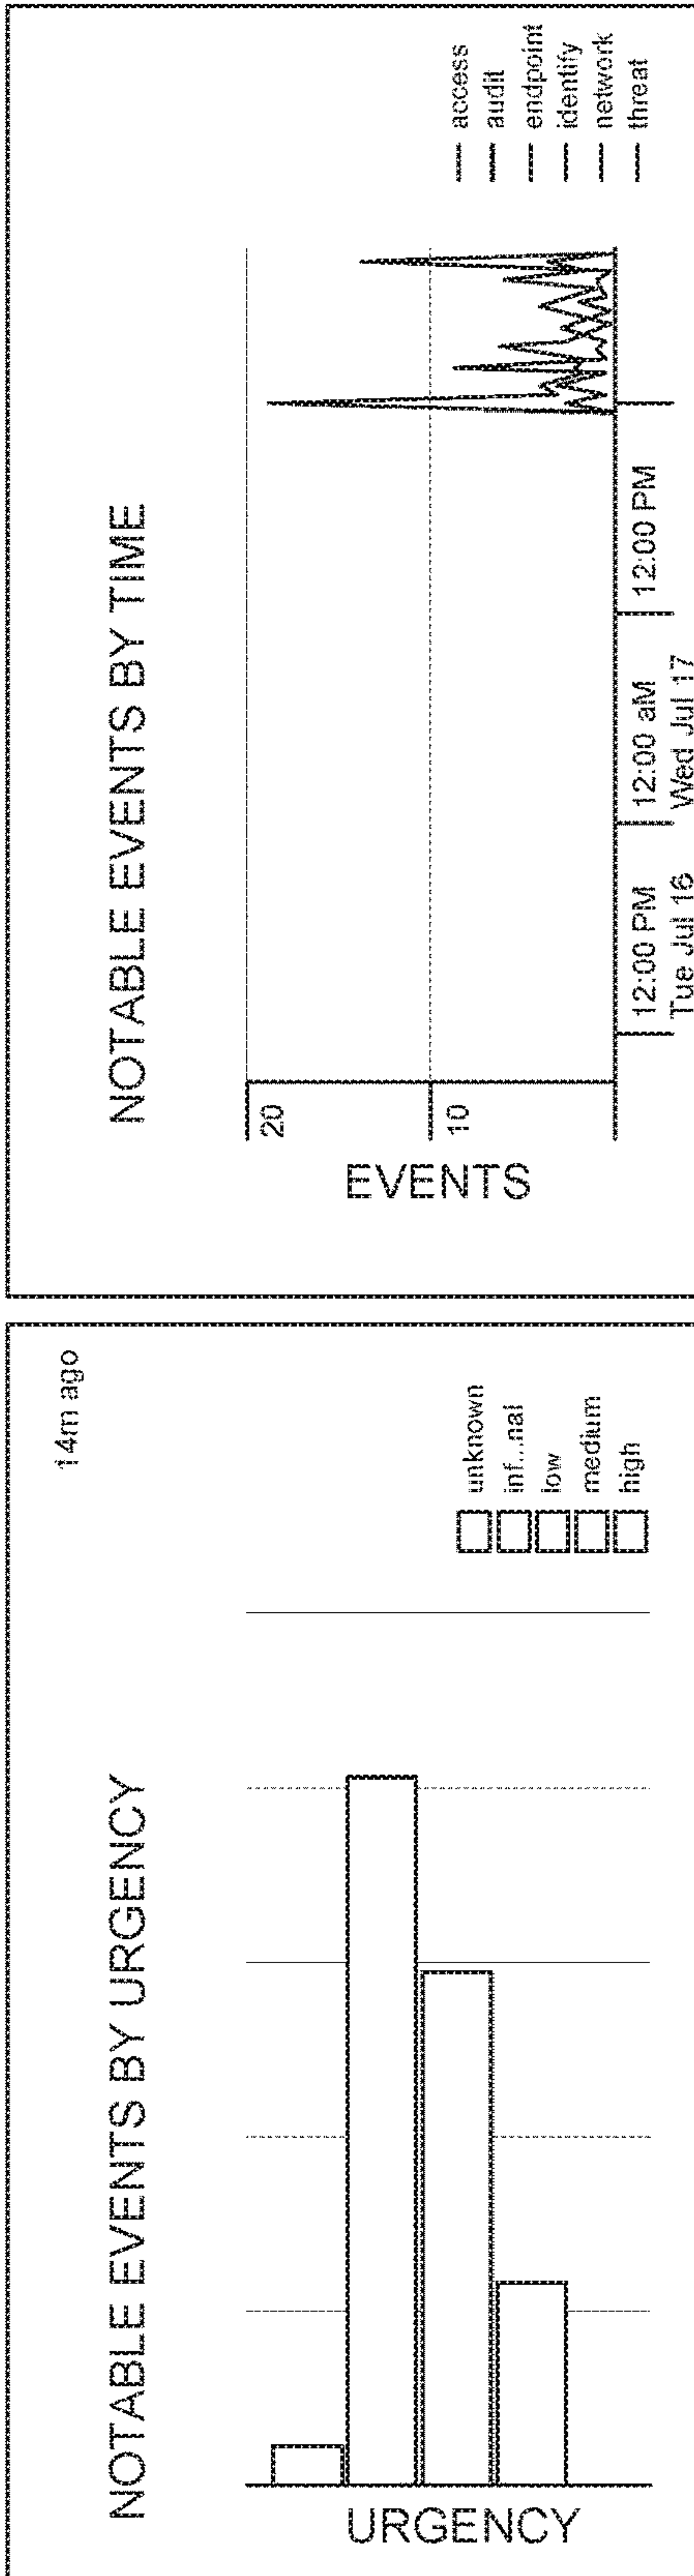 NOTABLE EVENTS BY URGENCY
14m ago
URGENCY
unknown
inf...nal
low
medium
high
NOTABLE EVENTS BY TIME
EVENTS
20
10
12:00 PM
Tue Jul 16
12:00 aM
Wed Jul 17
12:00 PM
access
audit
endpoint
identify
network
threat